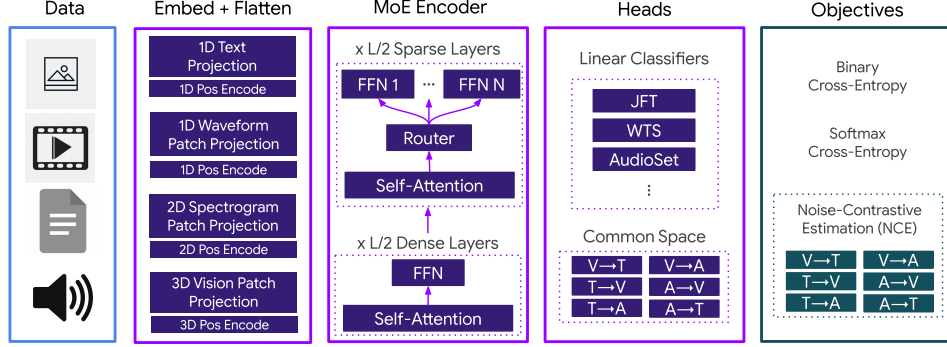 Data
Embed + Flatten
MoE Encoder
Heads
Objectives
1D Text
Projection
1D Pos Encode
1D Waveform
Patch Projection
1D Pos Encode
2D Spectrogram
Patch Projection
2D Pos Encode
3D Vision Patch
Projection
3D Pos Encode
x L/2 Sparse Layers
FFN 1 ... FFN N
Router
Self-Attention
x L/2 Dense Layers
FFN
Self-Attention
Linear Classifiers
JFT
WTS
AudioSet
⋮
Common Space
V→T V→A
T→V A→V
T→A A→T
Binary
Cross-Entropy
Softmax
Cross-Entropy
Noise-Contrastive
Estimation (NCE)
V→T V→A
T→V A→V
T→A A→T